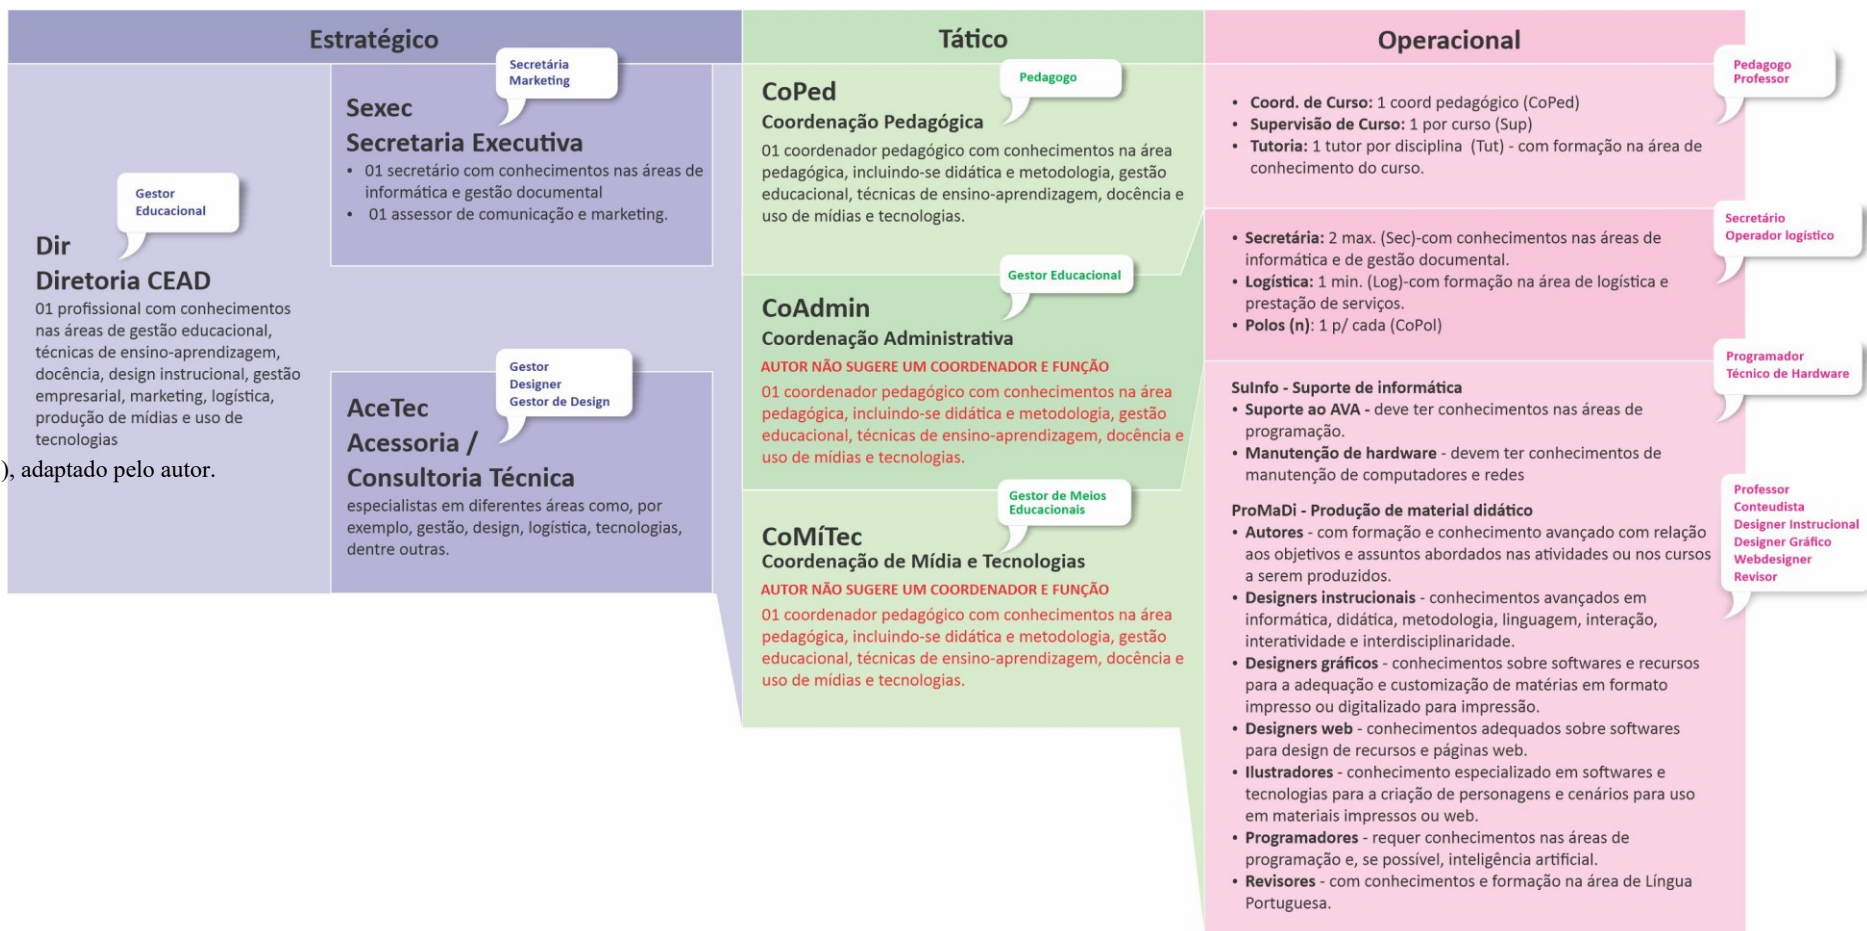 Estratégico
Tático
Operacional
Gestor
Educacional
Dir
Diretoria CEAD
01 profissional com conhecimentos
nas áreas de gestão educacional,
técnicas de ensino-aprendizagem,
docência, design instrucional, gestão
empresarial, marketing, logística,
produção de mídias e uso de
tecnologias
), adaptado pelo autor.
Secretária
Marketing
Sexec
Secretaria Executiva
• 01 secretário com conhecimentos nas áreas de
informática e gestão documental
• 01 assessor de comunicação e marketing.
Gestor
Designer
Gestor de Design
AceTec
Acessoria /
Consultoria Técnica
especialistas em diferentes áreas como, por
exemplo, gestão, design, logística, tecnologias,
dentre outras.
Pedagogo
CoPed
Coordenação Pedagógica
01 coordenador pedagógico com conhecimentos na área
pedagógica, incluindo-se didática e metodologia, gestão
educacional, técnicas de ensino-aprendizagem, docência e
uso de mídias e tecnologias.
Gestor Educacional
CoAdmin
Coordenação Administrativa
AUTOR NÃO SUGERE UM COORDENADOR E FUNÇÃO
01 coordenador pedagógico com conhecimentos na área
pedagógica, incluindo-se didática e metodologia, gestão
educacional, técnicas de ensino-aprendizagem, docência e
uso de mídias e tecnologias.
Gestor de Meios
Educacionais
CoMíTec
Coordenação de Mídia e Tecnologias
AUTOR NÃO SUGERE UM COORDENADOR E FUNÇÃO
01 coordenador pedagógico com conhecimentos na área
pedagógica, incluindo-se didática e metodologia, gestão
educacional, técnicas de ensino-aprendizagem, docência e
uso de mídias e tecnologias.
Pedagogo
Professor
• Coord. de Curso: 1 coord pedagógico (CoPed)
• Supervisão de Curso: 1 por curso (Sup)
• Tutoria: 1 tutor por disciplina (Tut) - com formação na área de
conhecimento do curso.
Secretário
Operador logístico
• Secretária: 2 max. (Sec)-com conhecimentos nas áreas de
informática e de gestão documental.
• Logística: 1 min. (Log)-com formação na área de logística e
prestação de serviços.
• Polos (n): 1 p/ cada (CoPol)
Programador
Técnico de Hardware
SuInfo - Suporte de informática
• Suporte ao AVA - deve ter conhecimentos nas áreas de
programação.
• Manutenção de hardware - devem ter conhecimentos de
manutenção de computadores e redes
Professor
Conteudista
Designer Instrucional
Designer Gráfico
Webdesigner
Revisor
ProMaDi - Produção de material didático
• Autores - com formação e conhecimento avançado com relação
aos objetivos e assuntos abordados nas atividades ou nos cursos
a serem produzidos.
• Designers instrucionais - conhecimentos avançados em
informática, didática, metodologia, linguagem, interação,
interatividade e interdisciplinaridade.
• Designers gráficos - conhecimentos sobre softwares e recursos
para a adequação e customização de matérias em formato
impresso ou digitalizado para impressão.
• Designers web - conhecimentos adequados sobre softwares
para design de recursos e páginas web.
• Ilustradores - conhecimento especializado em softwares e
tecnologias para a criação de personagens e cenários para uso
em materiais impressos ou web.
• Programadores - requer conhecimentos nas áreas de
programação e, se possível, inteligência artificial.
• Revisores - com conhecimentos e formação na área de Língua
Portuguesa.